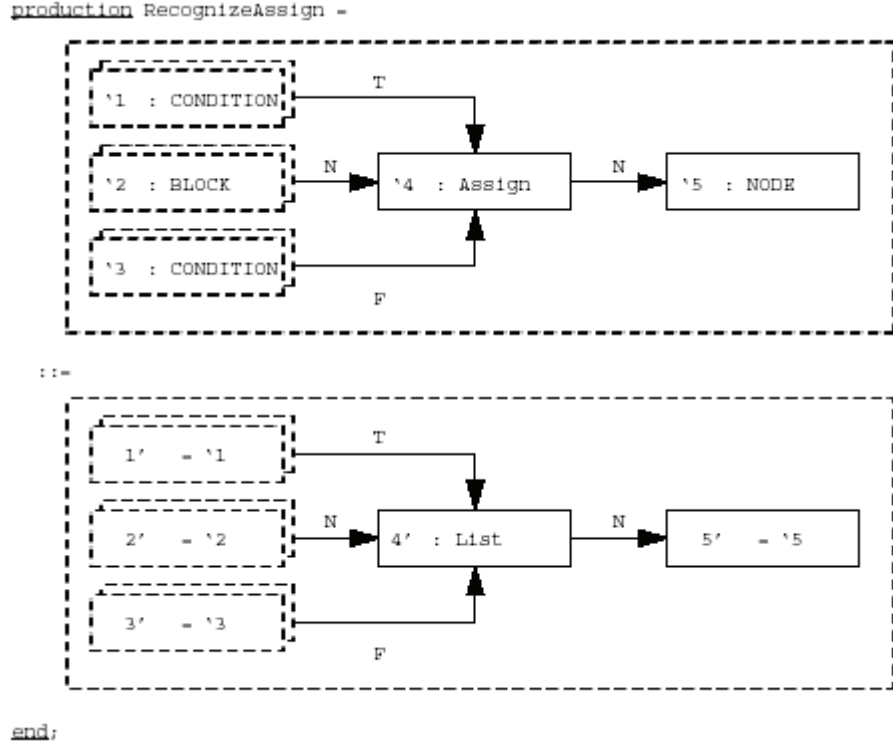 production RecognizeAssign =
T
‵1 : CONDITION
N
N
‵2 : BLOCK
‵4 : Assign
‵5 : NODE
‵3 : CONDITION
F
::=
T
1′ = ‵1
N
N
2′ = ‵2
4′ : List
5′ = ‵5
3′ = ‵3
F
end;